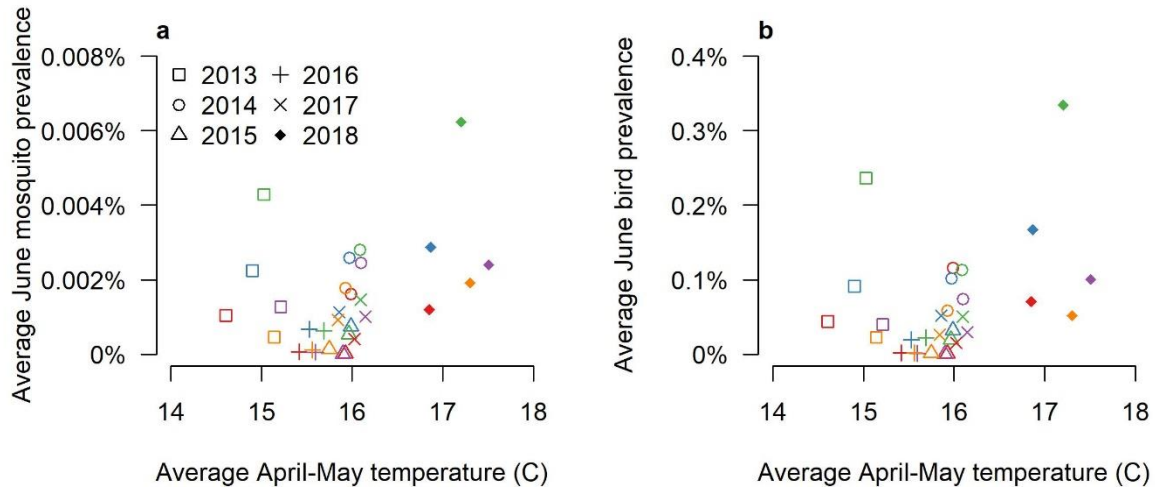 a
Average June mosquito prevalence
0.008%
0.006%
0.004%
0.002%
0%
2013
2014
2015
2016
2017
2018
14 15 16 17 18
Average April-May temperature (C)
b
Average June bird prevalence
0.4%
0.3%
0.2%
0.1%
0%
14 15 16 17 18
Average April-May temperature (C)